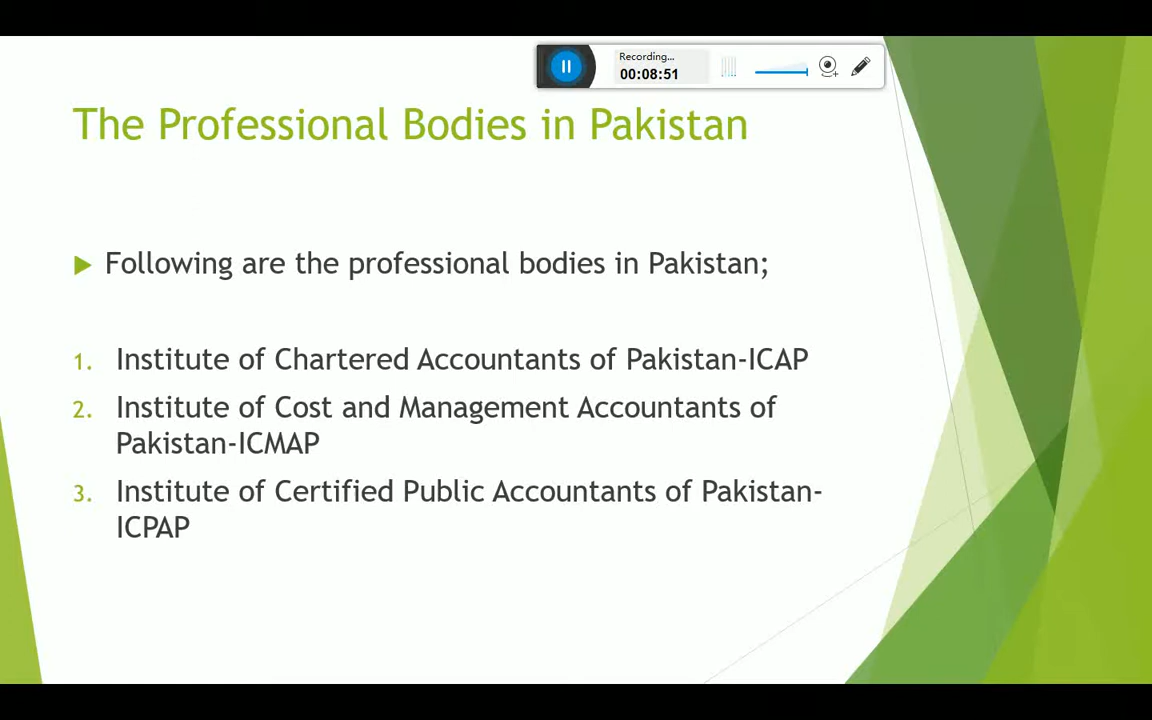 Recording...
00:08:51
The Professional Bodies in Pakistan
Following are the professional bodies in Pakistan;
1. Institute of Chartered Accountants of Pakistan-ICAP
2. Institute of Cost and Management Accountants of
Pakistan-ICMAP
3. Institute of Certified Public Accountants of Pakistan-
ICPAP